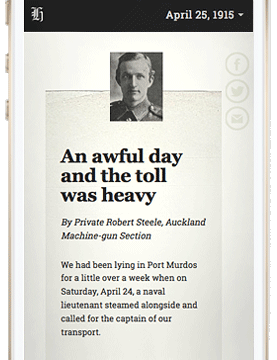 April 25, 1915
An awful day
and the toll
was heavy
By Private Robert Steele, Auckland
Machine-gun Section
We had been lying in Port Murdos
for a little over a week when on
Saturday, April 24, a naval
lieutenant steamed alongside and
called for the captain of our
transport.